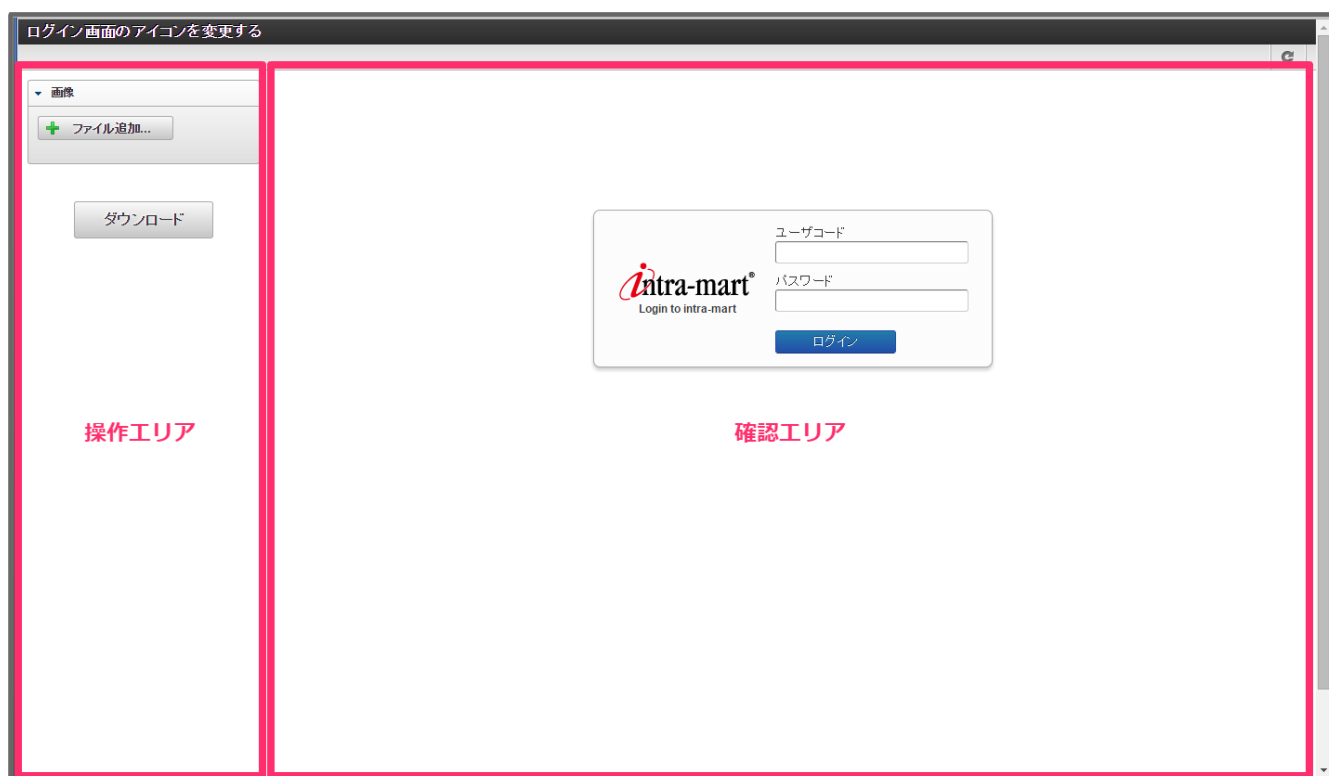 ログイン画面のアイコンを変更する
画像
ファイル追加...
ダウンロード
操作エリア
ユーザコード
intra-mart®
Login to intra-mart
パスワード
ログイン
確認エリア